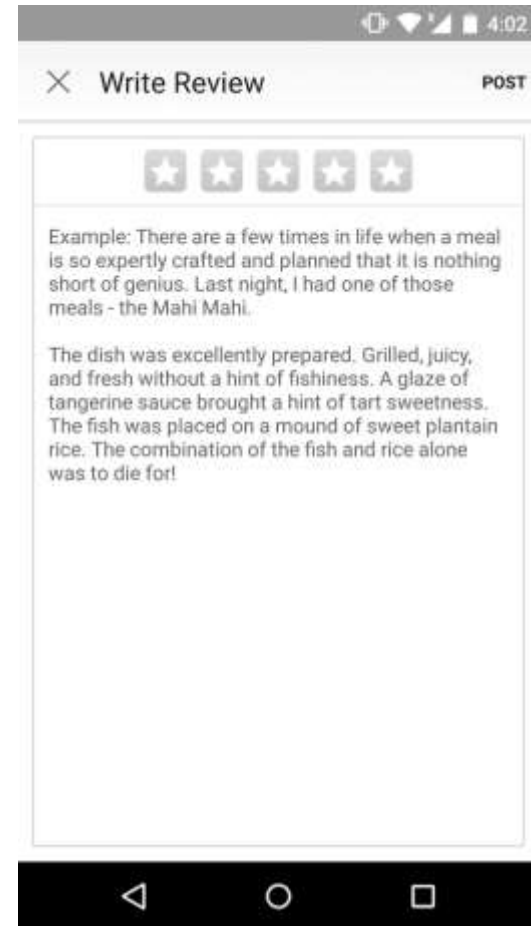 4:02
Write Review
POST
Example: There are a few times in life when a meal
is so expertly crafted and planned that it is nothing
short of genius. Last night, I had one of those
meals - the Mahi Mahi.
The dish was excellently prepared. Grilled, juicy,
and fresh without a hint of fishiness. A glaze of
tangerine sauce brought a hint of tart sweetness.
The fish was placed on a mound of sweet plantain
rice. The combination of the fish and rice alone
was to die for!